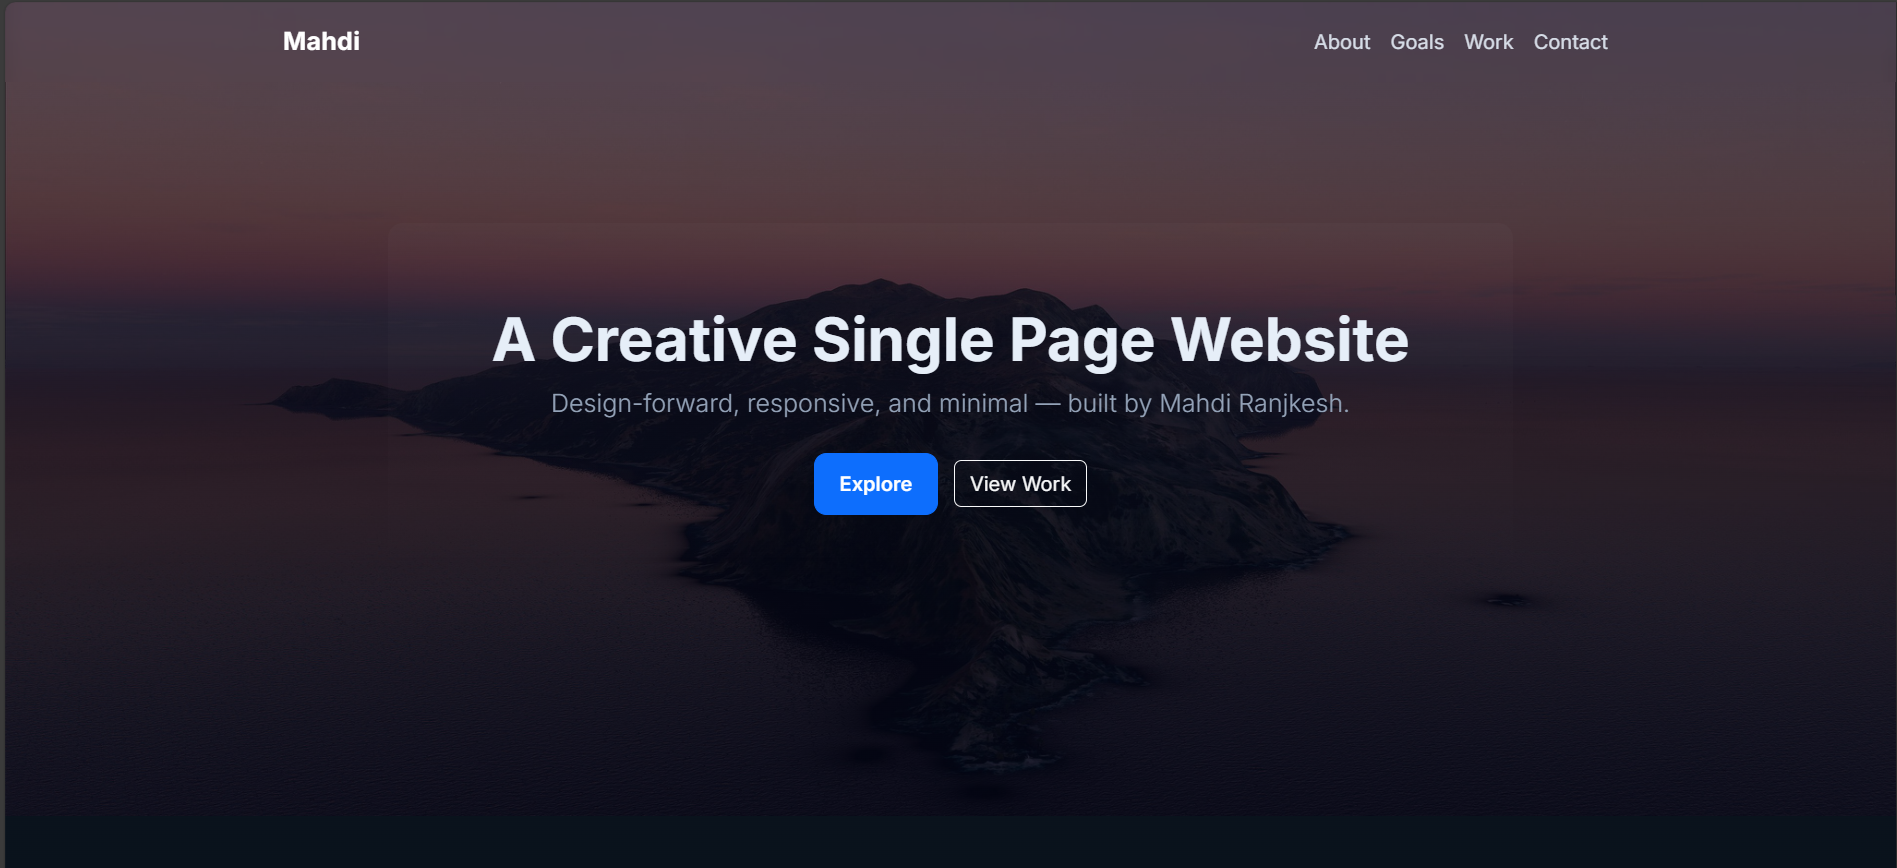 Mahdi
About Goals Work Contact
A Creative Single Page Website
Design-forward, responsive, and minimal — built by Mahdi Ranjkesh.
Explore
View Work